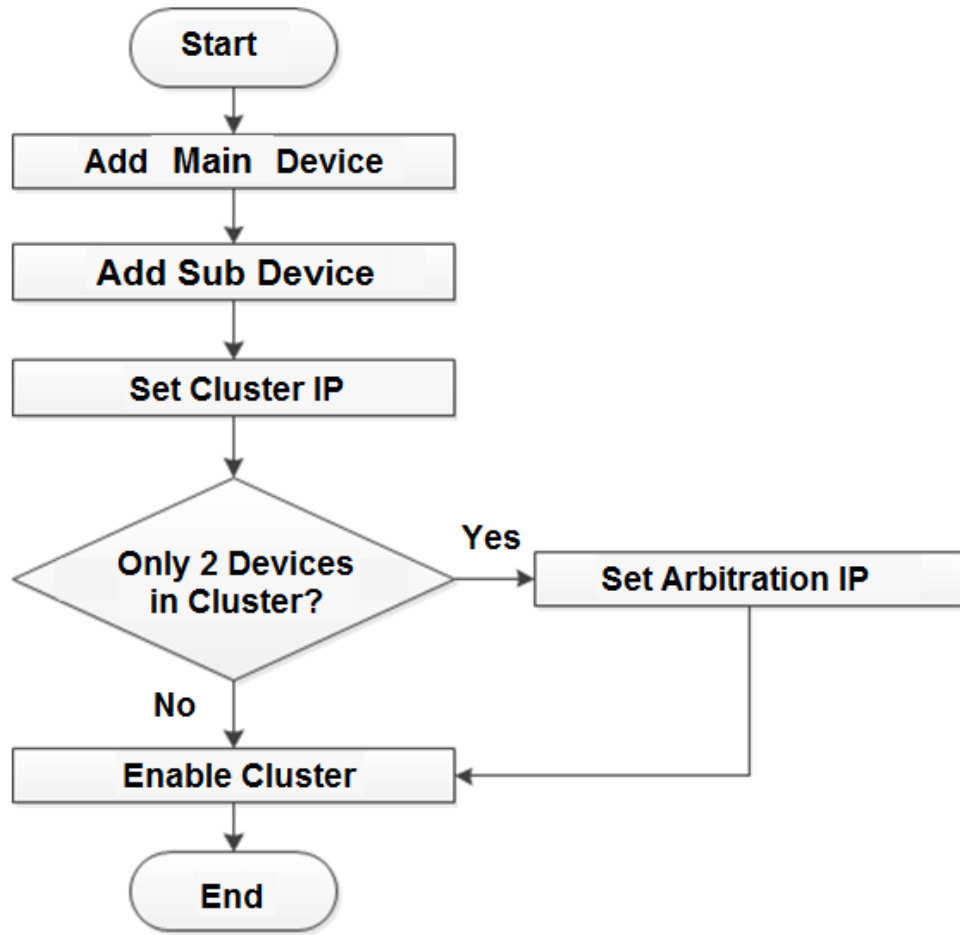 Start
Add Main Device
Add Sub Device
Set Cluster IP
Only 2 Devices
in Cluster?
Yes
Set Arbitration IP
No
Enable Cluster
End